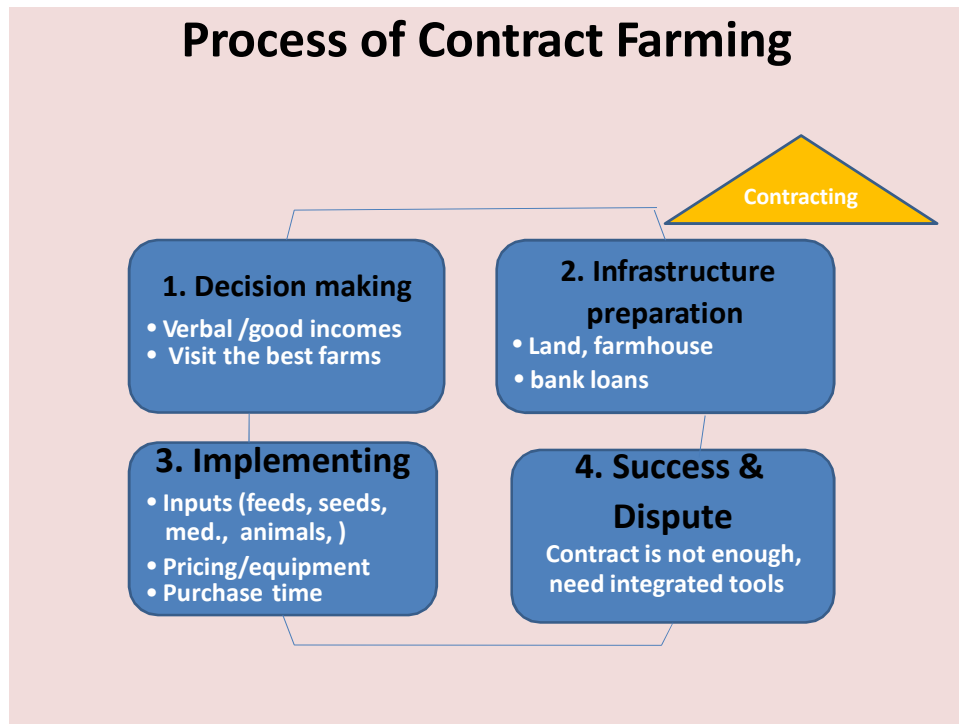 Process of Contract Farming
Contracting
1. Decision making
• Verbal /good incomes
• Visit the best farms
2. Infrastructure
preparation
• Land, farmhouse
• bank loans
3. Implementing
• Inputs (feeds, seeds,
med., animals, )
• Pricing/equipment
• Purchase time
4. Success &
Dispute
Contract is not enough,
need integrated tools